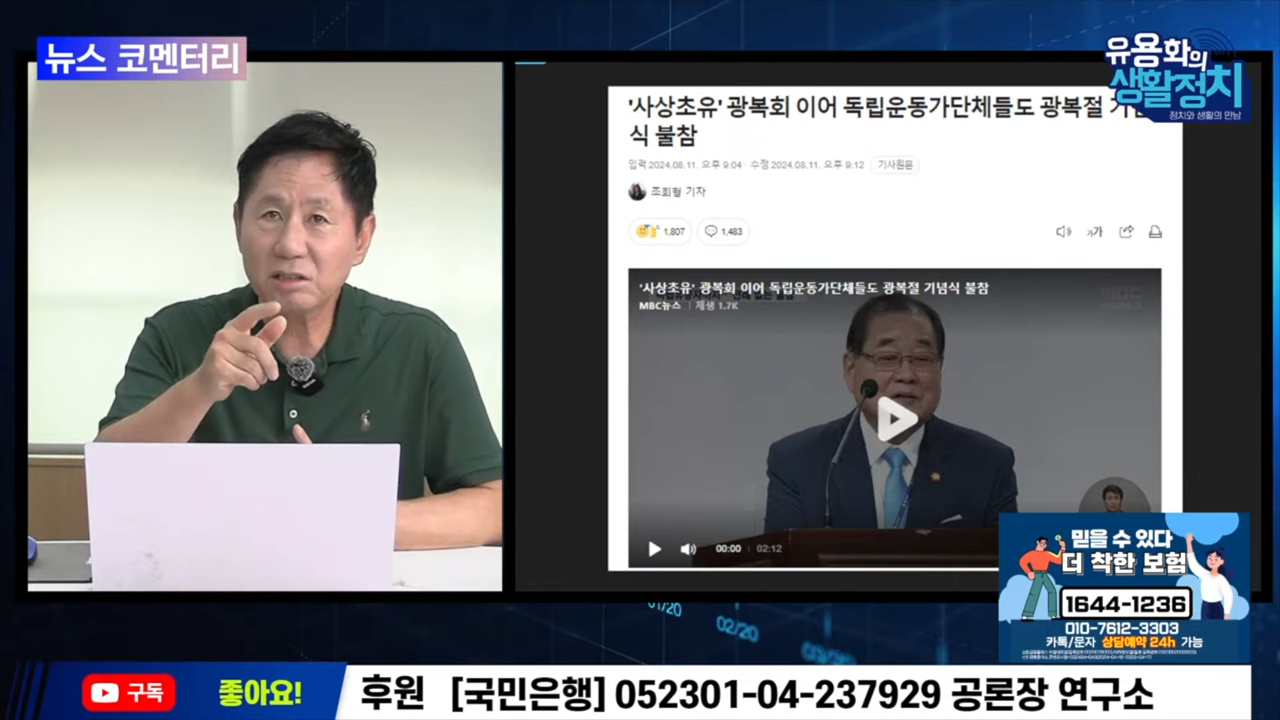 뉴스 코멘터리
유용화의
생활정치
정치와 생활의 만남
'사상초유' 광복회 이어 독립운동가단체들도 광복절
식 불참
입력 2024.08.11. 오후 9:04 · 수정 2024.08.11. 오후 9:12 기사원문
조희형 기자
1,807 1,483
가가
'사상초유' 광복회 이어 독립운동가단체들도 광복절 기념식 불참
MBC뉴스 | 재생 1.7K
MBC
00:00 02:12
믿을 수 있다
더 착한 보험
1644-1236
010-7612-3303
카톡/문자 상담예약 24h 가능
01/20
02/20
구독 좋아요! 후원 [국민은행] 052301-04-237929 공론장 연구소